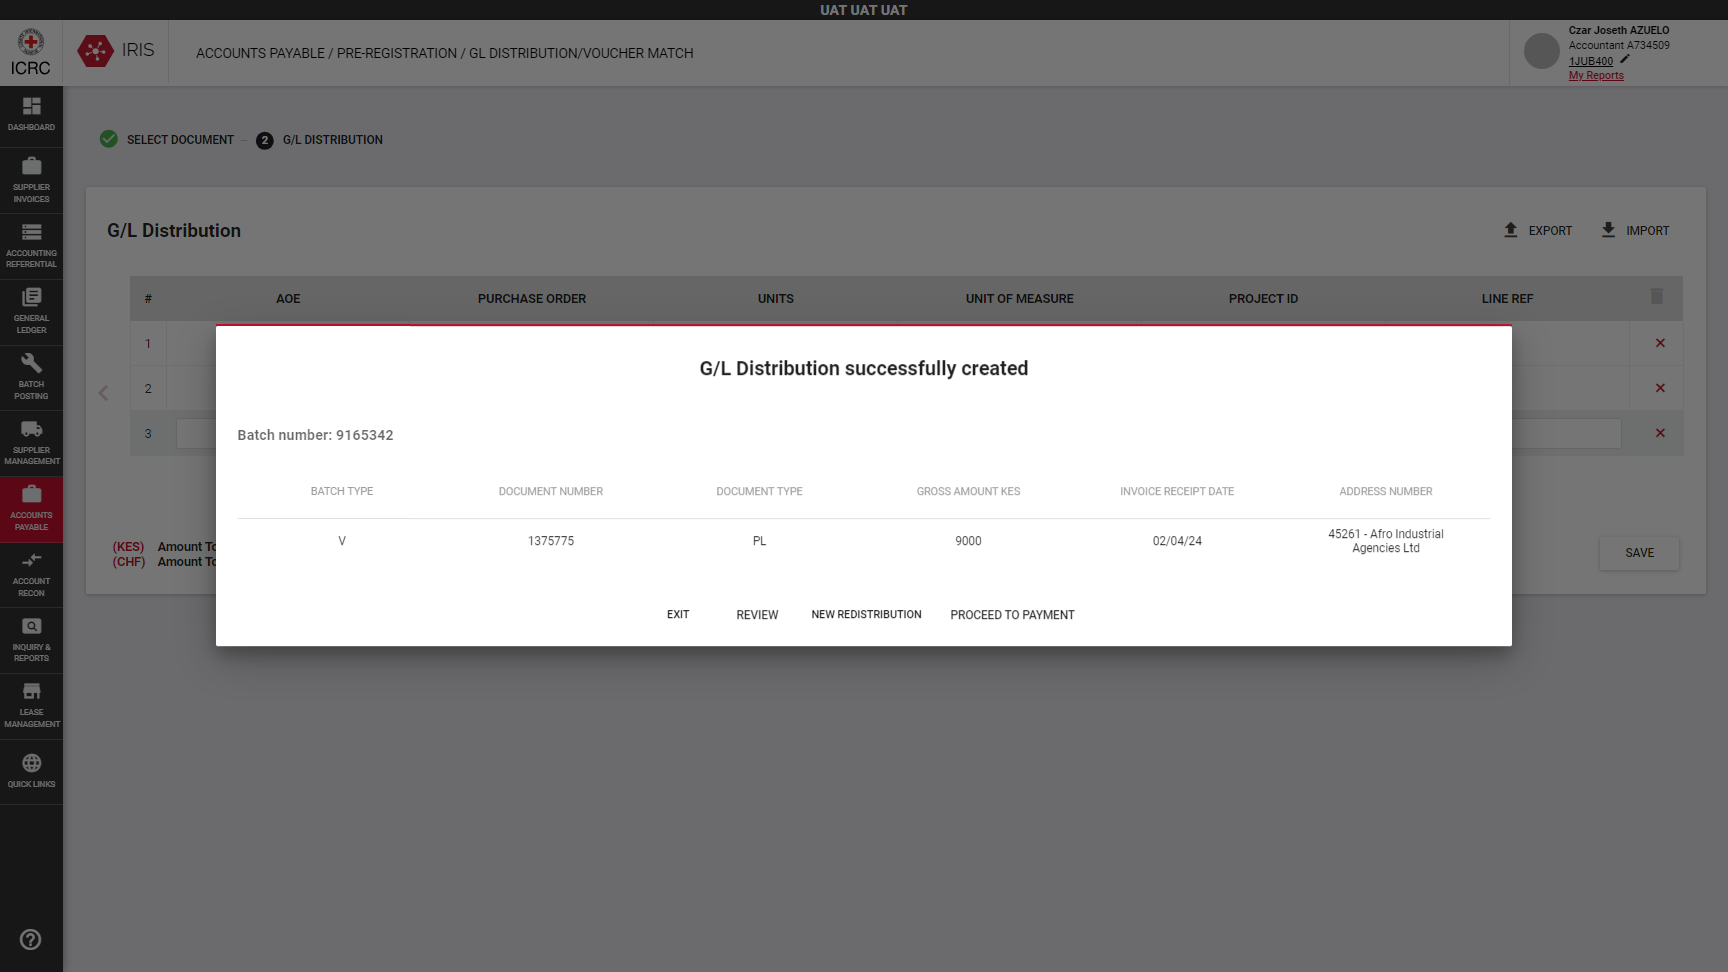 UAT UAT UAT
ICRC
IRIS
ACCOUNTS PAYABLE / PRE-REGISTRATION / GL DISTRIBUTION/VOUCHER MATCH
Czar Joseth AZUELO
Accountant A734509
1JUB400
My Reports
DASHBOARD
SUPPLIER
INVOICES
ACCOUNTING
REFERENTIAL
GENERAL
LEDGER
BATCH
POSTING
SUPPLIER
MANAGEMENT
ACCOUNTS
PAYABLE
ACCOUNT
RECON
INQUIRY &
REPORTS
LEASE
MANAGEMENT
QUICK LINKS
SELECT DOCUMENT
2 G/L DISTRIBUTION
G/L Distribution
EXPORT IMPORT
# AOE PURCHASE ORDER UNITS UNIT OF MEASURE PROJECT ID LINE REF
1
2
3
(KES) Amount
(CHF) Amount
SAVE
G/L Distribution successfully created
Batch number: 9165342
BATCH TYPE DOCUMENT NUMBER DOCUMENT TYPE GROSS AMOUNT KES INVOICE RECEIPT DATE ADDRESS NUMBER
V 1375775 PL 9000 02/04/24 45261 - Afro Industrial
Agencies Ltd
EXIT REVIEW NEW REDISTRIBUTION PROCEED TO PAYMENT